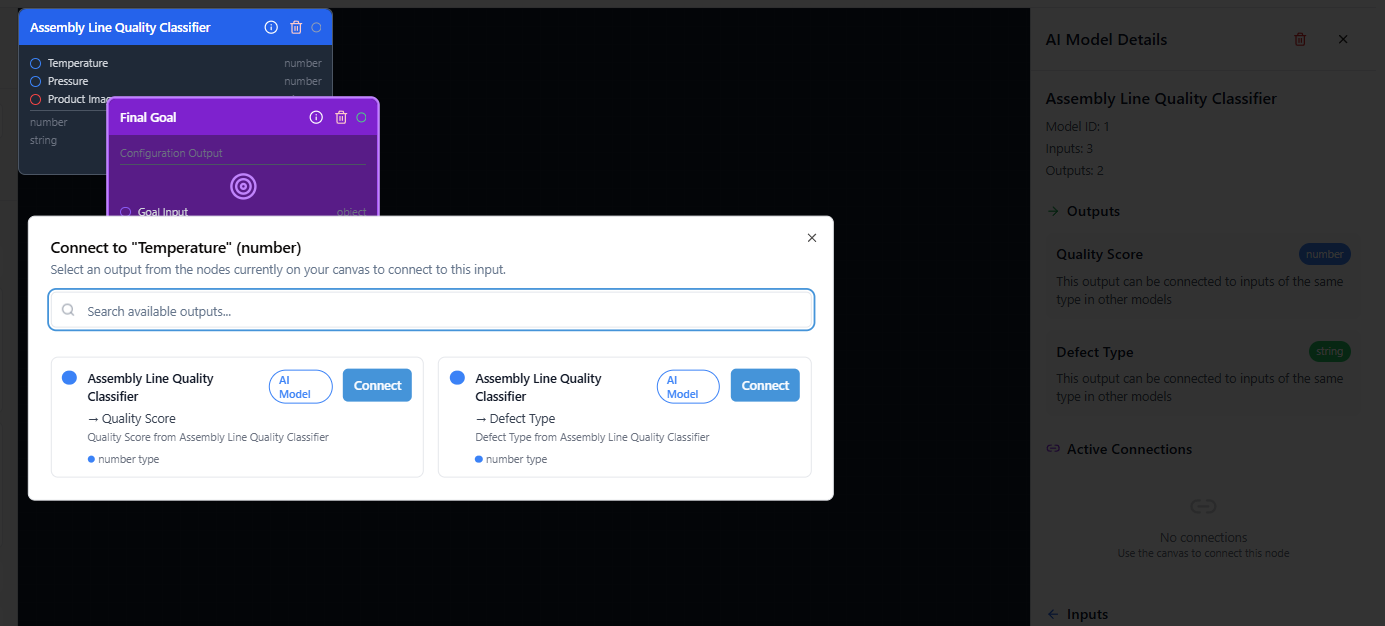 Assembly Line Quality Classifier
Temperature number
Pressure number
Product Imag
number
string
Final Goal
Configuration Output
Goal Input object
Connect to "Temperature" (number)
Select an output from the nodes currently on your canvas to connect to this input.
Search available outputs...
Assembly Line Quality
Classifier
AI
Model
Connect
→ Quality Score
Quality Score from Assembly Line Quality Classifier
number type
Assembly Line Quality
Classifier
AI
Model
Connect
→ Defect Type
Defect Type from Assembly Line Quality Classifier
number type
AI Model Details
Assembly Line Quality Classifier
Model ID: 1
Inputs: 3
Outputs: 2
→ Outputs
Quality Score number
This output can be connected to inputs of the same
type in other models
Defect Type string
This output can be connected to inputs of the same
type in other models
Active Connections
No connections
Use the canvas to connect this node
← Inputs